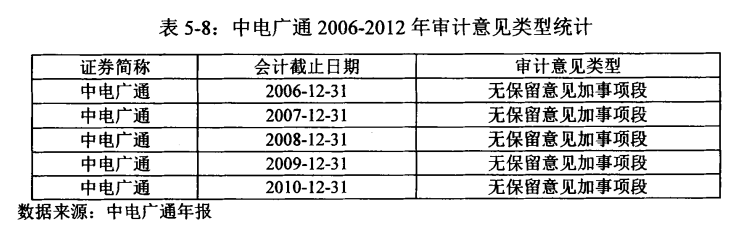 表 5-8：中电广通 2006-2012 年审计意见类型统计
证券简称 会计截止日期 审计意见类型
中电广通 2006-12-31 无保留意见加事项段
中电广通 2007-12-31 无保留意见加事项段
中电广通 2008-12-31 无保留意见加事项段
中电广通 2009-12-31 无保留意见加事项段
中电广通 2010-12-31 无保留意见加事项段
数据来源：中电广通年报